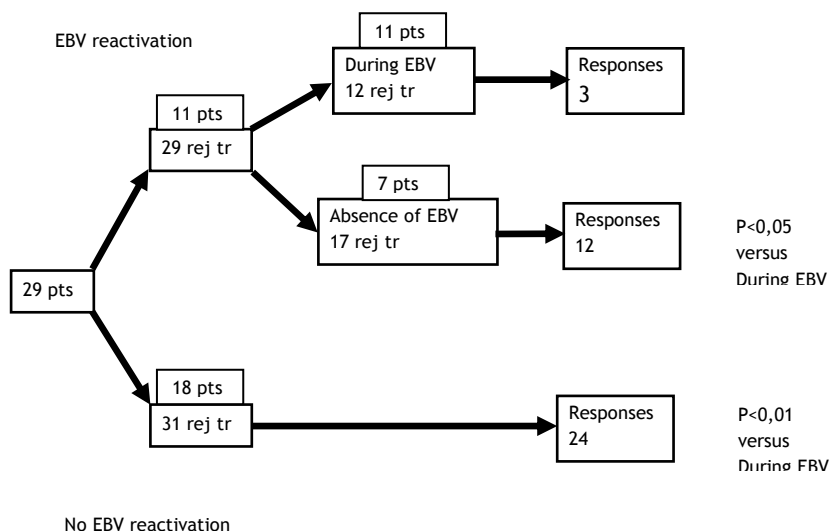 EBV reactivation
11 pts
During EBV
12 rej tr
Responses
3
11 pts
29 rej tr
7 pts
Absence of EBV
17 rej tr
Responses
12
P<0,05
versus
During EBV
29 pts
18 pts
31 rej tr
Responses
24
P<0,01
versus
During EBV
No EBV reactivation